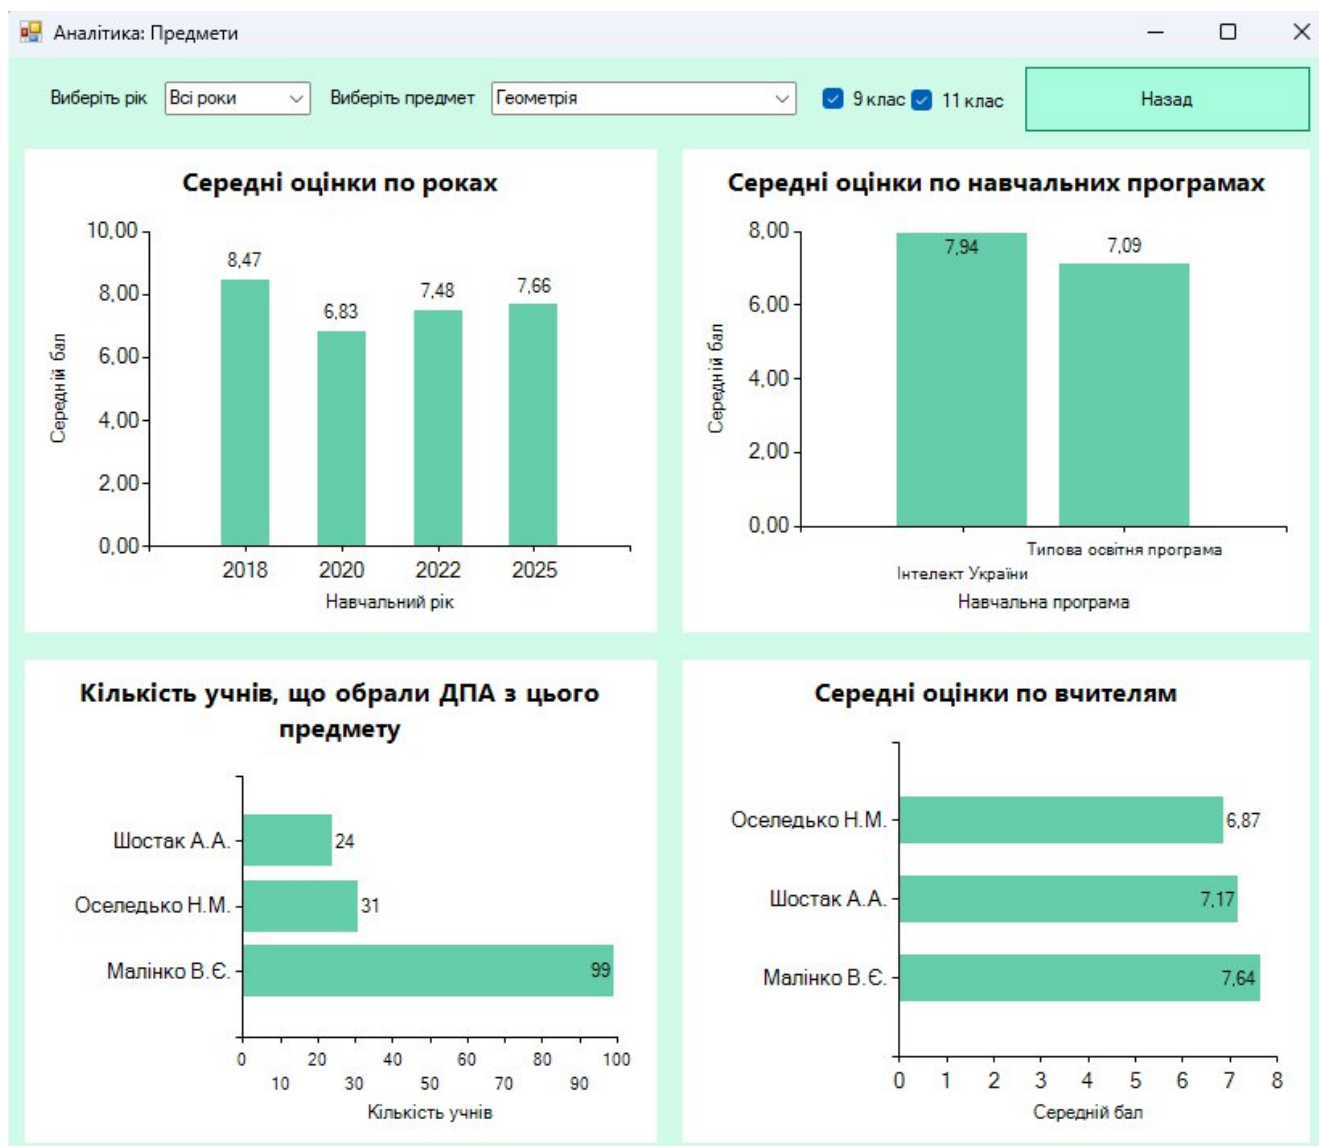 Аналітика: Предмети
Виберіть рік Всі роки Виберіть предмет Геометрія 9 клас 11 клас Назад
Середні оцінки по роках
10,00
8,00
6,00
4,00
2,00
0,00
Середній бал
8,47
6,83
7,48
7,66
2018 2020 2022 2025
Навчальний рік
Середні оцінки по навчальних програмах
8,00
6,00
4,00
2,00
0,00
Середній бал
7,94
7,09
Типова освітня програма
Інтелект України
Навчальна програма
Кількість учнів, що обрали ДПА з цього
предмету
Шостак А.А. 24
Оселедько Н.М. 31
Малінко В.Є. 99
0 20 40 60 80 100
10 30 50 70 90
Кількість учнів
Середні оцінки по вчителям
Оселедько Н.М. 6,87
Шостак А.А. 7,17
Малінко В.Є. 7,64
0 1 2 3 4 5 6 7 8
Середній бал